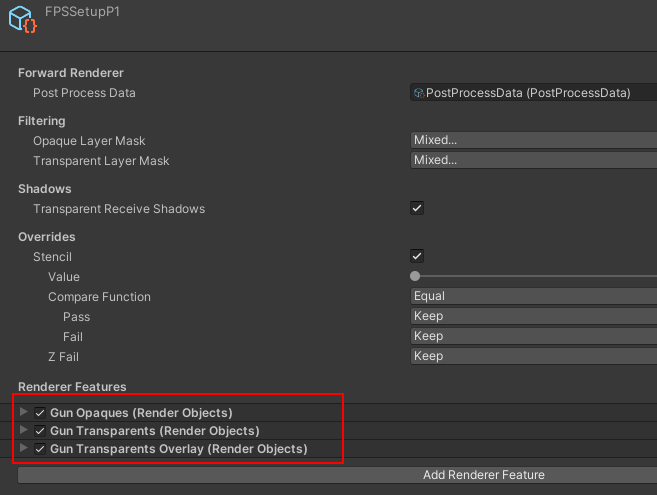 FPSSetupP1
Forward Renderer
Post Process Data PostProcessData (PostProcessData)
Filtering
Opaque Layer Mask Mixed...
Transparent Layer Mask Mixed...
Shadows
Transparent Receive Shadows
Overrides
Stencil
Value
Compare Function Equal
Pass Keep
Fail Keep
Z Fail Keep
Renderer Features
Gun Opaques (Render Objects)
Gun Transparents (Render Objects)
Gun Transparents Overlay (Render Objects)
Add Renderer Feature